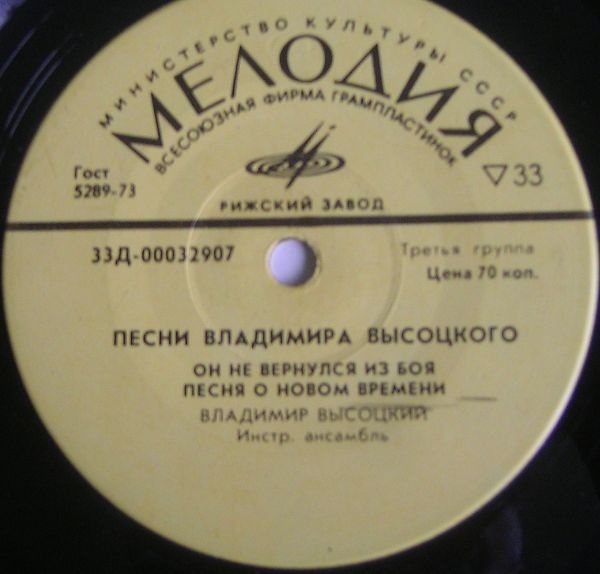 МИНИСТЕРСТВО КУЛЬТУРЫ СССР
МЕЛОДИЯ
ВСЕСОЮЗНАЯ ФИРМА ГРАМПЛАСТИНОК
Гост
5289-73
33
РИЖСКИЙ ЗАВОД
33Д-00032907
Третья группа
Цена 70 коп.
ПЕСНИ ВЛАДИМИРА ВЫСОЦКОГО
ОН НЕ ВЕРНУЛСЯ ИЗ БОЯ
ПЕСНЯ О НОВОМ ВРЕМЕНИ
ВЛАДИМИР ВЫСОЦКИЙ
Инстр. ансамбль